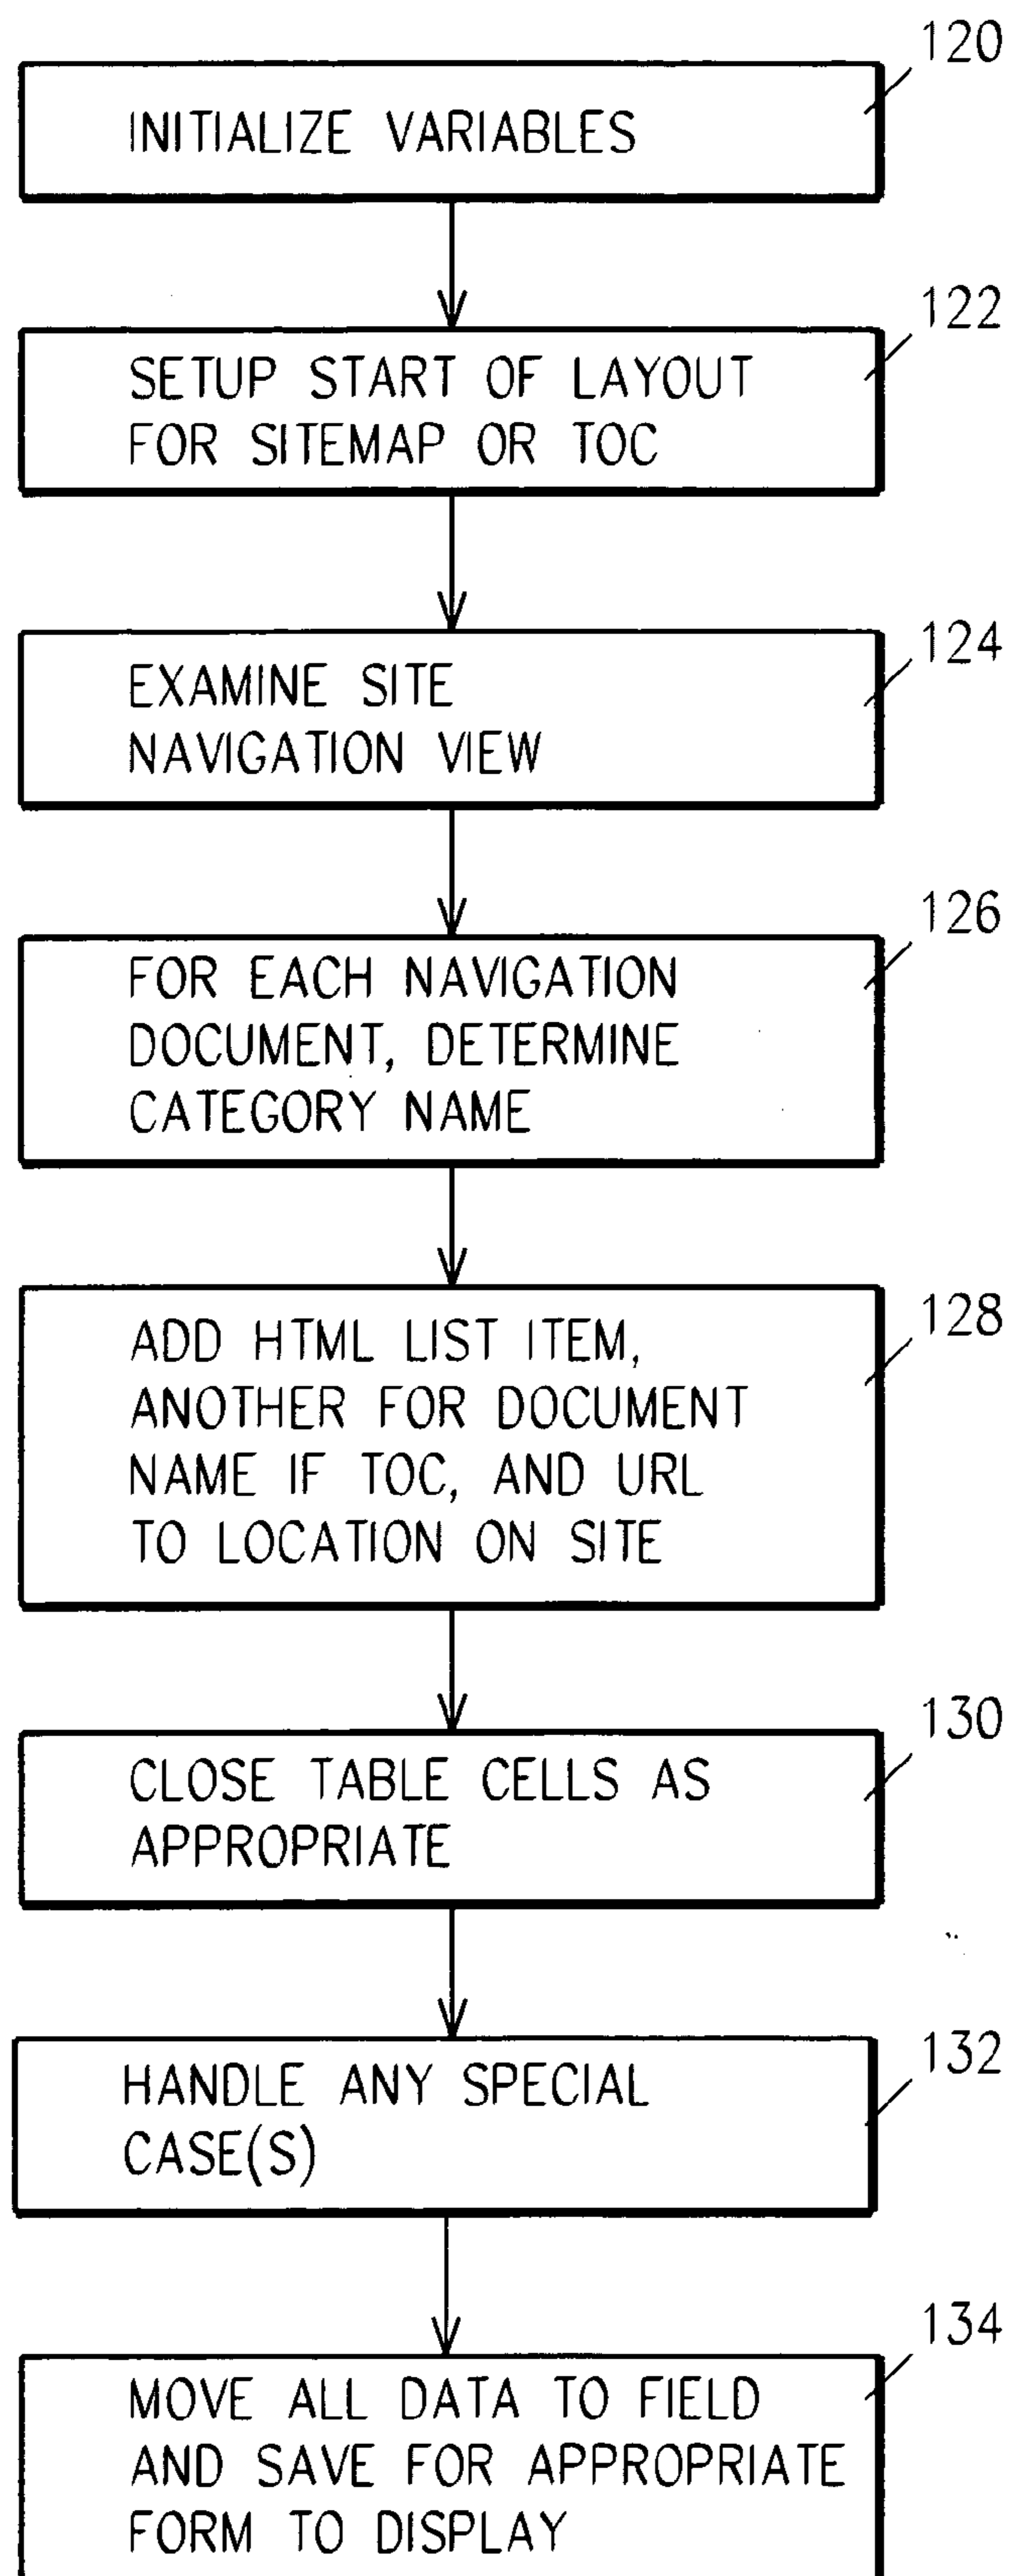 120
INITIALIZE VARIABLES
122
SETUP START OF LAYOUT
FOR SITEMAP OR TOC
124
EXAMINE SITE
NAVIGATION VIEW
126
FOR EACH NAVIGATION
DOCUMENT, DETERMINE
CATEGORY NAME
128
ADD HTML LIST ITEM,
ANOTHER FOR DOCUMENT
NAME IF TOC, AND URL
TO LOCATION ON SITE
130
CLOSE TABLE CELLS AS
APPROPRIATE
132
HANDLE ANY SPECIAL
CASE(S)
134
MOVE ALL DATA TO FIELD
AND SAVE FOR APPROPRIATE
FORM TO DISPLAY